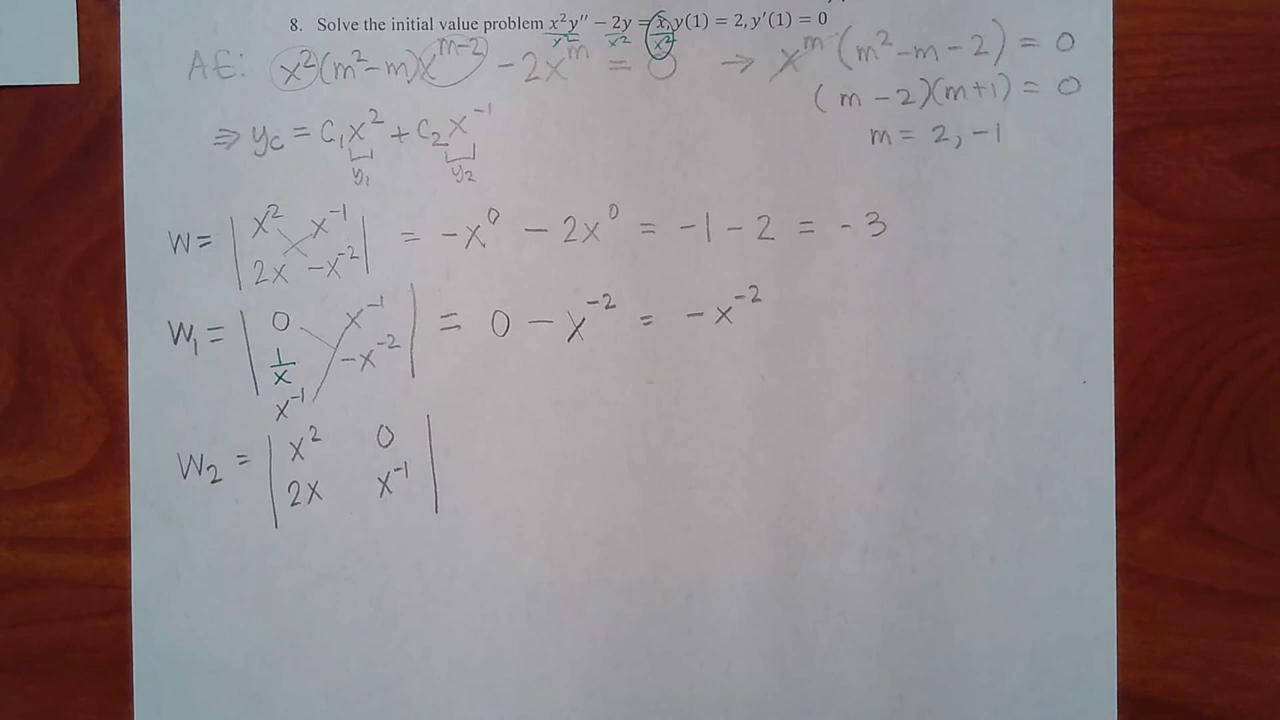 8. Solve the initial value problem x²y″ − 2y = x, y(1) = 2, y′(1) = 0
x² x² x²
AE: x²(m²-m)x^(m-2) - 2x^m = 0 → x^m (m²-m-2) = 0
(m-2)(m+1) = 0
⇒ y_c = C₁x² + C₂x⁻¹
m = 2, -1
y₁ y₂
W = | x² x⁻¹ | = -x⁰ - 2x⁰ = -1 - 2 = -3
| 2x -x⁻² |
W₁ = | 0 x⁻¹ | = 0 - x⁻² = -x⁻²
| 1/x -x⁻² |
x⁻¹
W₂ = | x² 0 |
| 2x x⁻¹ |